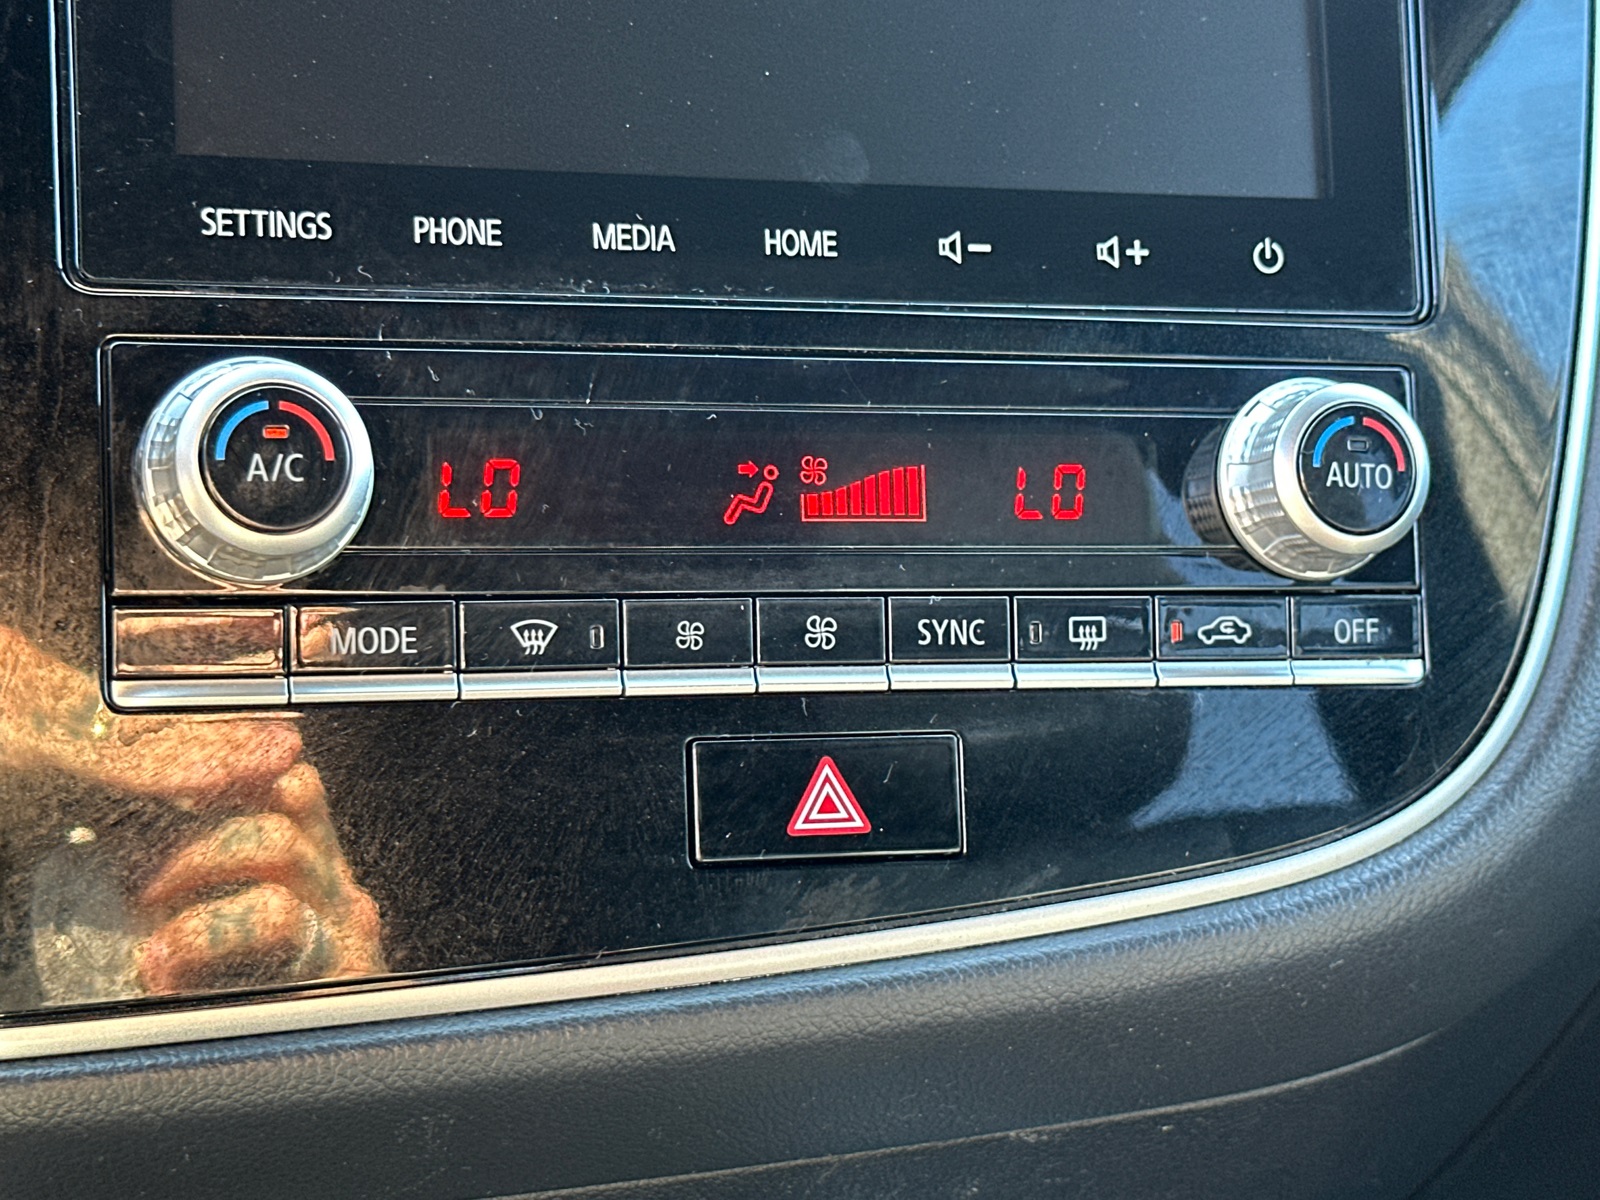 SETTINGS PHONE MEDIA HOME
A/C LO LO AUTO
MODE SYNC OFF